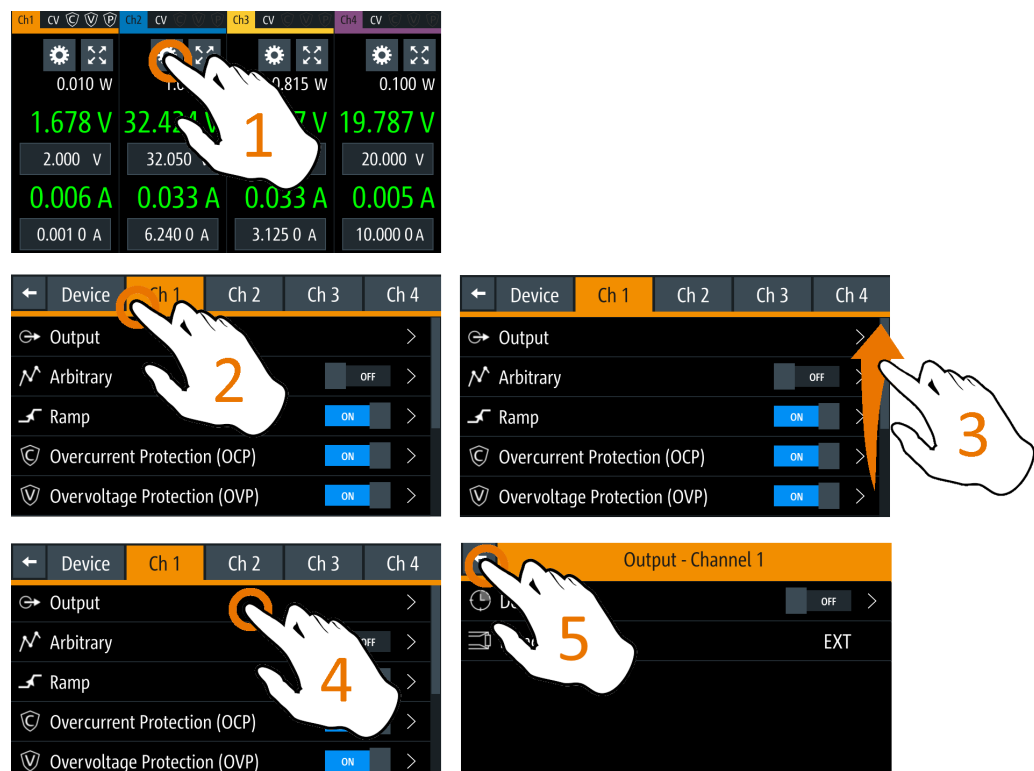 Ch1 CV C V P Ch2 CV C V P Ch3 CV C V P Ch4 CV C V P
0.010 W 0.815 W 0.100 W
1.678 V 32.424 V V 19.787 V
2.000 V 32.050 20.000 V
0.006 A 0.033 A 0.033 A 0.005 A
0.001 0 A 6.240 0 A 3.125 0 A 10.000 0 A
1
Device Ch 1 Ch 2 Ch 3 Ch 4
Output
Arbitrary OFF
Ramp ON
Overcurrent Protection (OCP) ON
Overvoltage Protection (OVP) ON
2
Device Ch 1 Ch 2 Ch 3 Ch 4
Output
Arbitrary OFF
Ramp ON
Overcurrent Protection (OCP) ON
Overvoltage Protection (OVP) ON
3
Device Ch 1 Ch 2 Ch 3 Ch 4
Output
Arbitrary OFF
Ramp
Overcurrent Protection (OCP)
Overvoltage Protection (OVP) ON
4
Output - Channel 1
OFF
EXT
5